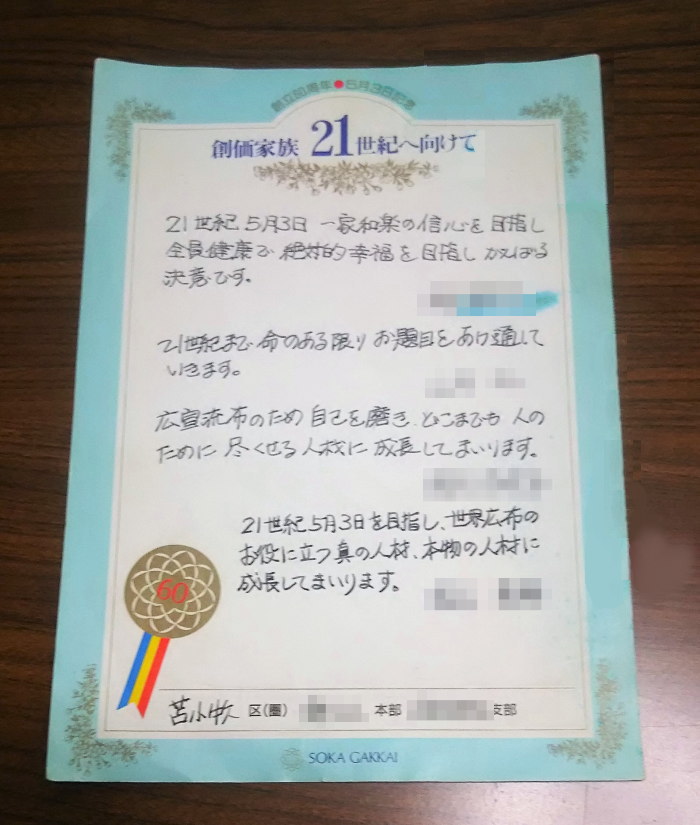 創立60周年●5月3日記念
創価家族 21世紀へ向けて
21世紀 5月3日 一家和楽の信心を目指し
全員健康で 絶対的幸福を目指し がんばる
決意です。
21世紀まで 命のある限り お題目をあげ通して
いきます。
広宣流布のため 自己を磨き、どこまでも 人の
ために 尽くせる 人材に 成長してまいります。
21世紀 5月3日を目指し、世界広布の
お役に立つ真の人材、本物の人材に
成長してまいります。
60
苫小牧 区(圏) 本部 支部
SOKA GAKKAI